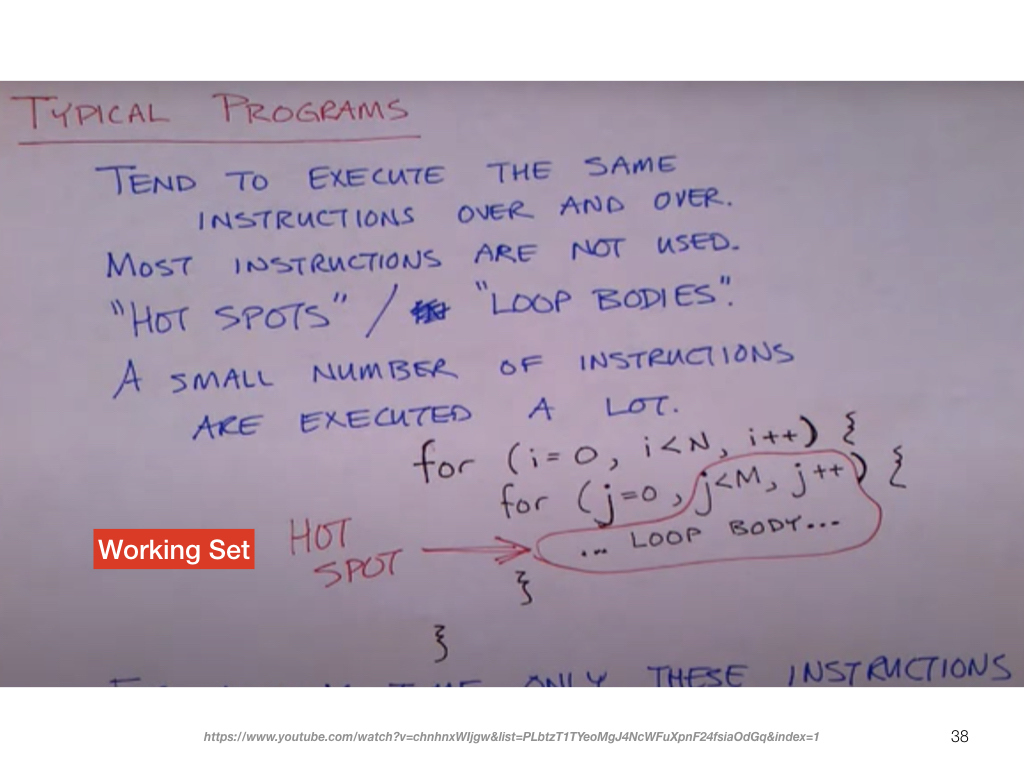 TYPICAL PROGRAMS
TEND TO EXECUTE THE SAME
INSTRUCTIONS OVER AND OVER.
MOST INSTRUCTIONS ARE NOT USED.
"HOT SPOTS" / "LOOP BODIES".
A SMALL NUMBER OF INSTRUCTIONS
ARE EXECUTED A LOT.
for (i=0, i<N, i++) {
for (j=0, j<M, j++) {
... LOOP BODY...
Working Set
HOT
SPOT
}
}
ONLY THESE INSTRUCTIONS
https://www.youtube.com/watch?v=chnhnxWljgw&list=PLbtzT1TYeoMgJ4NcWFuXpnF24fsiaOdGq&index=1
38